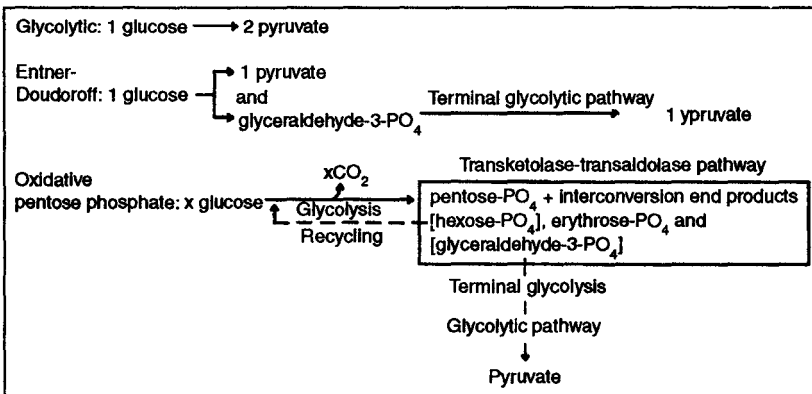 Glycolytic: 1 glucose 2 pyruvate
Entner-
Doudoroff: 1 glucose
1 pyruvate
and
glyceraldehyde-3-PO4
Terminal glycolytic pathway
1 ypruvate
Oxidative
pentose phosphate: x glucose
xCO2
Glycolysis
Recycling
Transketolase-transaldolase pathway
pentose-PO4 + interconversion end products
[hexose-PO4], erythrose-PO4 and
[glyceraldehyde-3-PO4]
Terminal glycolysis
Glycolytic pathway
Pyruvate